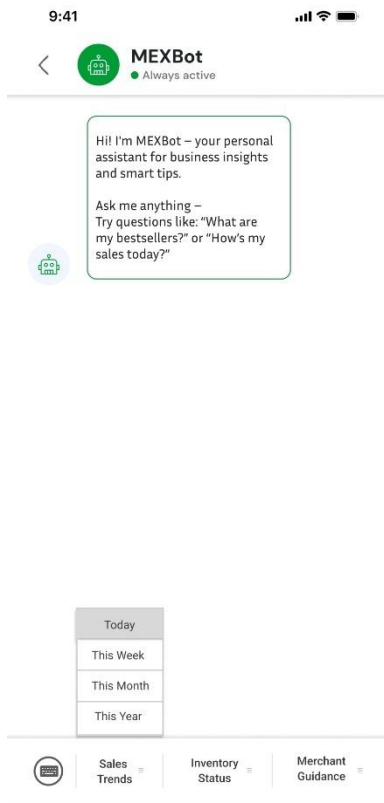 9:41
MEXBot
Always active
Hi! I'm MEXBot – your personal
assistant for business insights
and smart tips.
Ask me anything –
Try questions like: “What are
my bestsellers?” or “How's my
sales today?”
Today
This Week
This Month
This Year
Sales
Trends
Inventory
Status
Merchant
Guidance